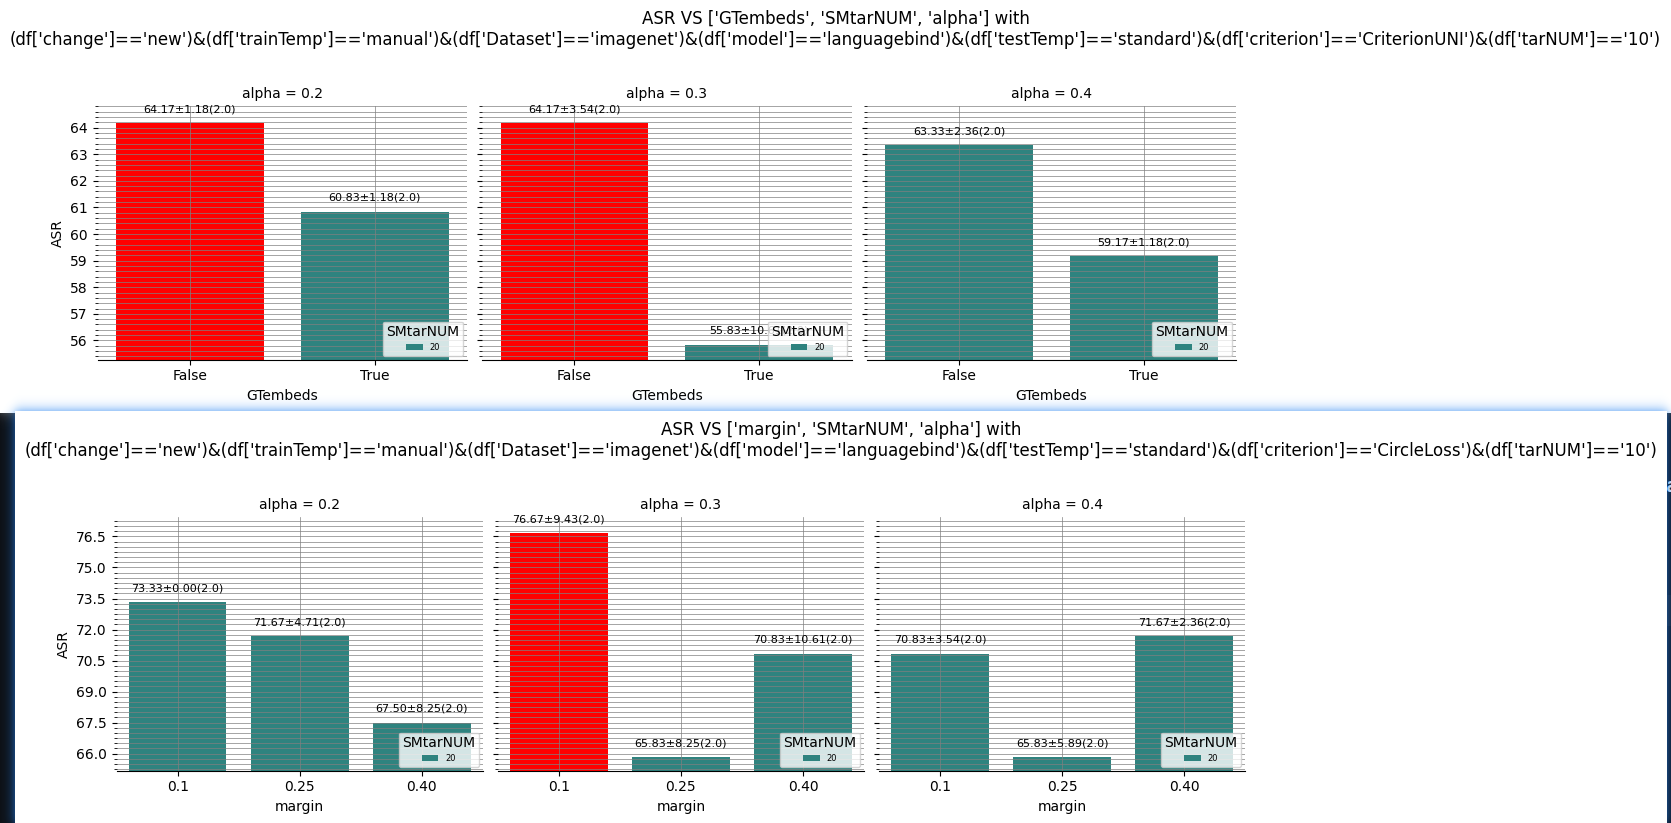 ASR VS ['GTembeds', 'SMtarNUM', 'alpha'] with
(df['change']=='new')&(df['trainTemp']=='manual')&(df['Dataset']=='imagenet')&(df['model']=='languagebind')&(df['testTemp']=='standard')&(df['criterion']=='CriterionUNI')&(df['tarNUM']=='10')
alpha = 0.2 alpha = 0.3 alpha = 0.4
64.17±1.18(2.0) 64.17±3.54(2.0)
64
63.33±2.36(2.0)
63
62
60.83±1.18(2.0)
61
60
59.17±1.18(2.0)
59
58
57
56
ASR
55.83±10.
SMtarNUM SMtarNUM SMtarNUM
20 20 20
False True False True False True
GTembeds GTembeds GTembeds
ASR VS ['margin', 'SMtarNUM', 'alpha'] with
(df['change']=='new')&(df['trainTemp']=='manual')&(df['Dataset']=='imagenet')&(df['model']=='languagebind')&(df['testTemp']=='standard')&(df['criterion']=='CircleLoss')&(df['tarNUM']=='10')
alpha = 0.2 alpha = 0.3 alpha = 0.4
76.67±9.43(2.0)
76.5
75.0
73.33±0.00(2.0)
73.5
71.67±4.71(2.0) 71.67±2.36(2.0)
72.0
70.83±10.61(2.0) 70.83±3.54(2.0)
70.5
69.0
67.50±8.25(2.0)
67.5
65.83±8.25(2.0) 65.83±5.89(2.0)
66.0
ASR
SMtarNUM SMtarNUM SMtarNUM
20 20 20
0.1 0.25 0.40 0.1 0.25 0.40 0.1 0.25 0.40
margin margin margin